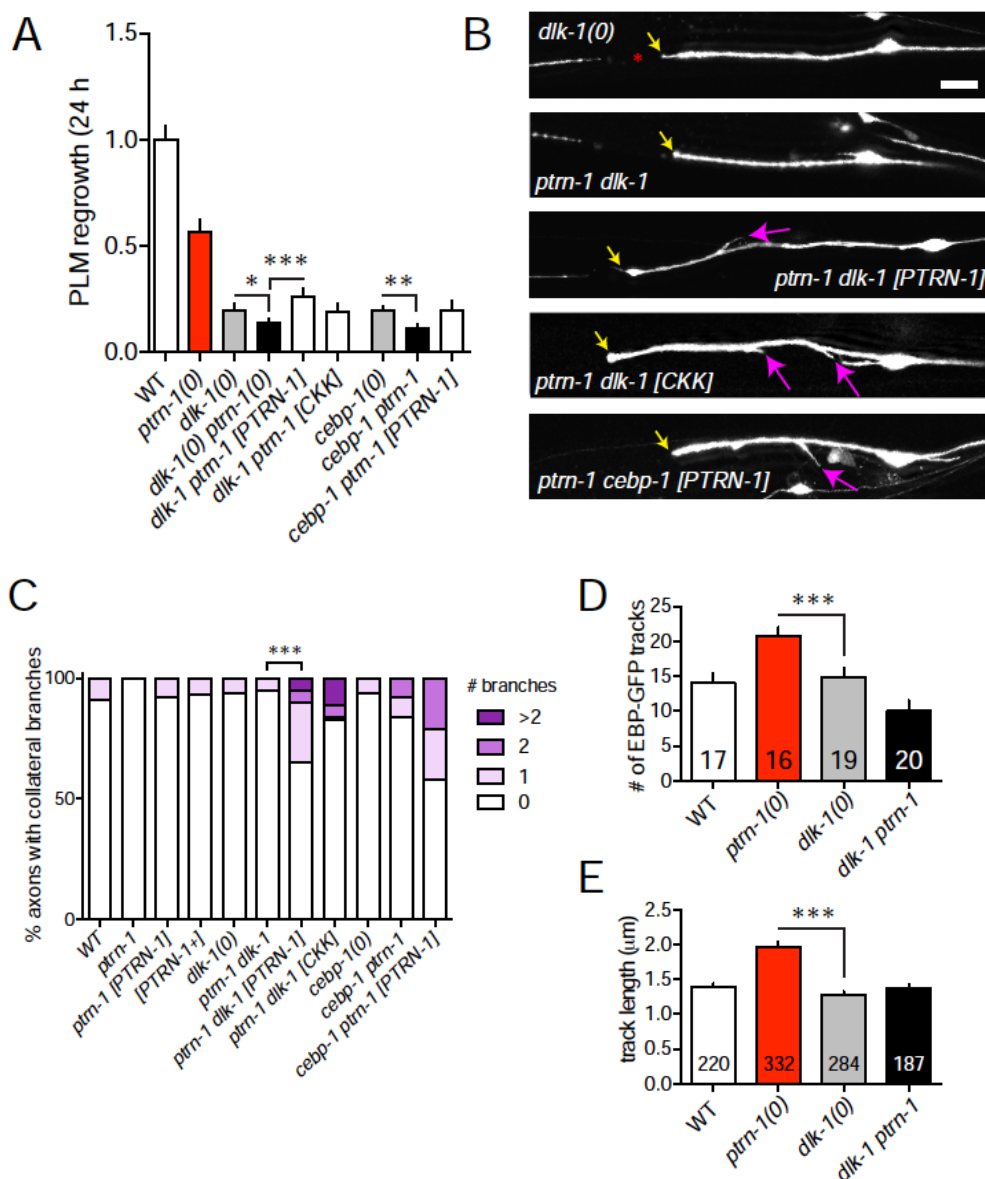 A
PLM regrowth (24 h
1.5
1.0
0.5
0.0
* *** **
WT
ptrn-1(0)
dlk-1(0)
dlk-1(0) ptrn-1(0)
dlk-1 ptrn-1 [PTRN-1]
dlk-1 ptrn-1 [CKK]
cebp-1(0)
cebp-1 ptrn-1
cebp-1 ptrn-1 [PTRN-1]
B
dlk-1(0)
*
ptrn-1 dlk-1
ptrn-1 dlk-1 [PTRN-1]
ptrn-1 dlk-1 [CKK]
ptrn-1 cebp-1 [PTRN-1]
C
% axons with collateral branches
100
50
0
***
# branches
>2
2
1
0
WT
ptrn-1
ptrn-1 [PTRN-1]
[PTRN-1+]
dlk-1(0)
ptrn-1 dlk-1
ptrn-1 dlk-1 [PTRN-1]
ptrn-1 dlk-1 [CKK]
cebp-1(0)
cebp-1 ptrn-1
cebp-1 ptrn-1 [PTRN-1]
D
# of EBP-GFP tracks
25
20
15
10
5
0
***
17 16 19 20
WT
ptrn-1(0)
dlk-1(0)
dlk-1 ptrn-1
E
track length (μm)
2.5
2.0
1.5
1.0
0.5
0.0
***
220 332 284 187
WT
ptrn-1(0)
dlk-1(0)
dlk-1 ptrn-1